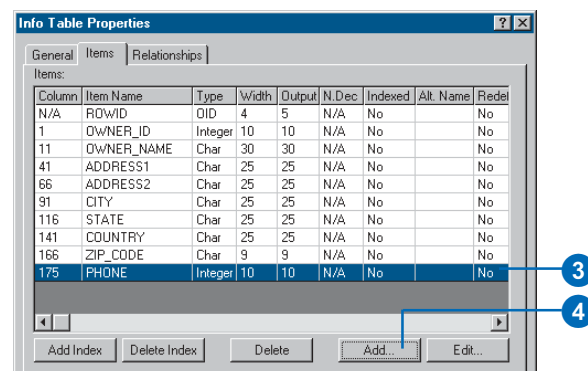 Info Table Properties
General Items Relationships
Items:
Column Item Name Type Width Output N.Dec Indexed Alt. Name Redef
N/A ROWID OID 4 5 N/A No No
1 OWNER_ID Integer 10 10 N/A No No
11 OWNER_NAME Char 30 30 N/A No No
41 ADDRESS1 Char 25 25 N/A No No
66 ADDRESS2 Char 25 25 N/A No No
91 CITY Char 25 25 N/A No No
116 STATE Char 25 25 N/A No No
141 COUNTRY Char 25 25 N/A No No
166 ZIP_CODE Char 9 9 N/A No No
175 PHONE Integer 10 10 N/A No No
3
4
Add Index Delete Index Delete Add... Edit...